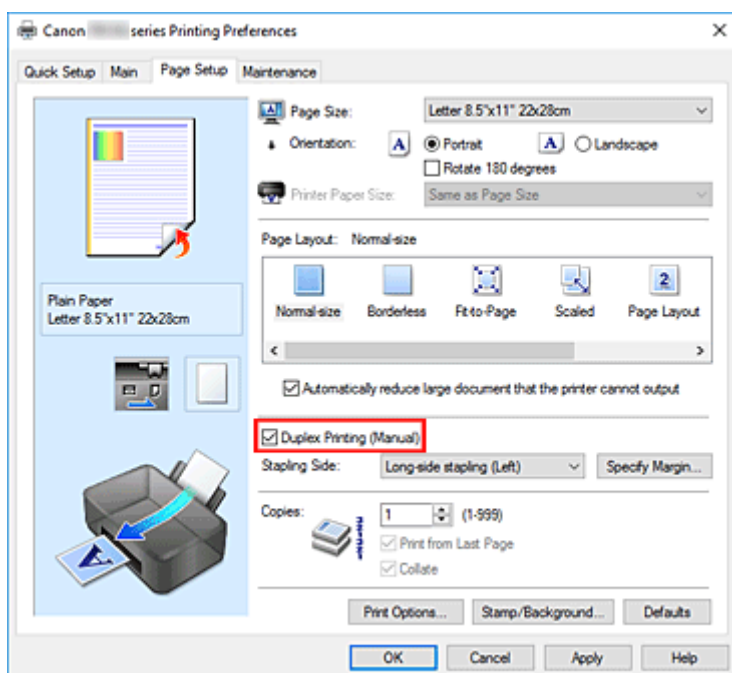 Canon series Printing Preferences
Quick Setup Main Page Setup Maintenance
Page Size: Letter 8.5"x11" 22x28cm
Orientation: A Portrait A Landscape
Rotate 180 degrees
Printer Paper Size: Same as Page Size
Page Layout: Normal-size
2
Normal-size Borderless Fit-to-Page Scaled Page Layout
Plain Paper
Letter 8.5"x11" 22x28cm
Automatically reduce large document that the printer cannot output
Duplex Printing (Manual)
Stapling Side: Long-side stapling (Left) Specify Margin...
Copies: 1 (1-999)
Print from Last Page
Collate
A
Print Options... Stamp/Background... Defaults
OK Cancel Apply Help